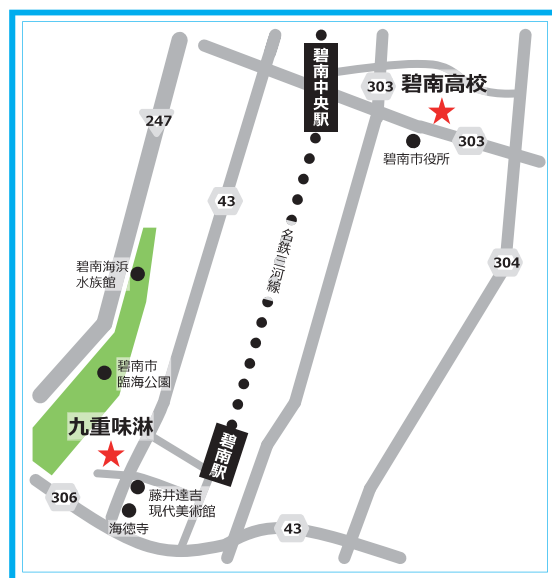 碧南中央駅
303
碧南高校
247
303
碧南市役所
43
名鉄三河線
304
碧南海浜
水族館
碧南市
臨海公園
九重味淋
碧南駅
306
藤井達吉
現代美術館
海徳寺
43